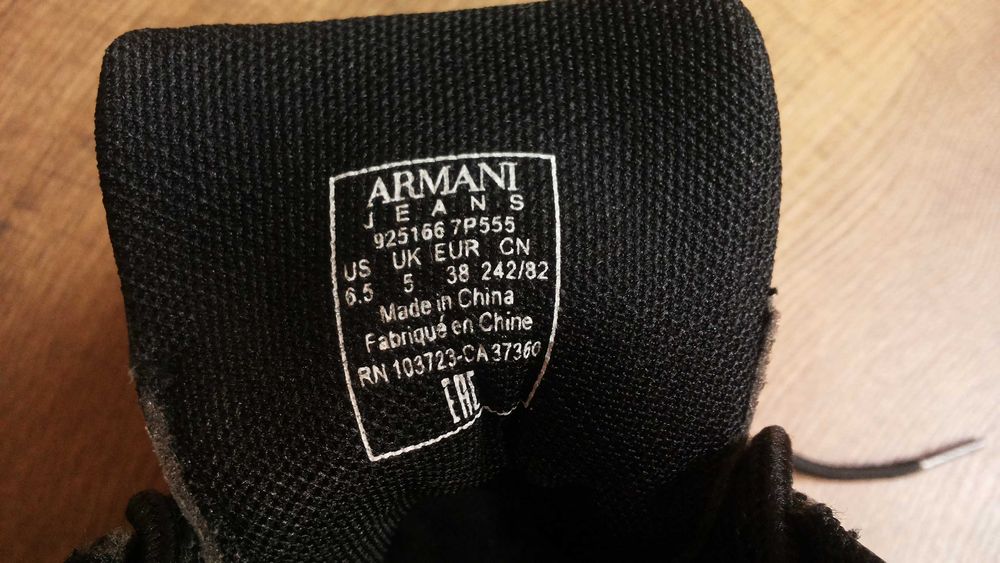 ARMANI
JEANS
925166 7P555
US UK EUR CN
6.5 5 38 242/82
Made in China
Fabriqué en Chine
RN 103723-CA 37360
EAC